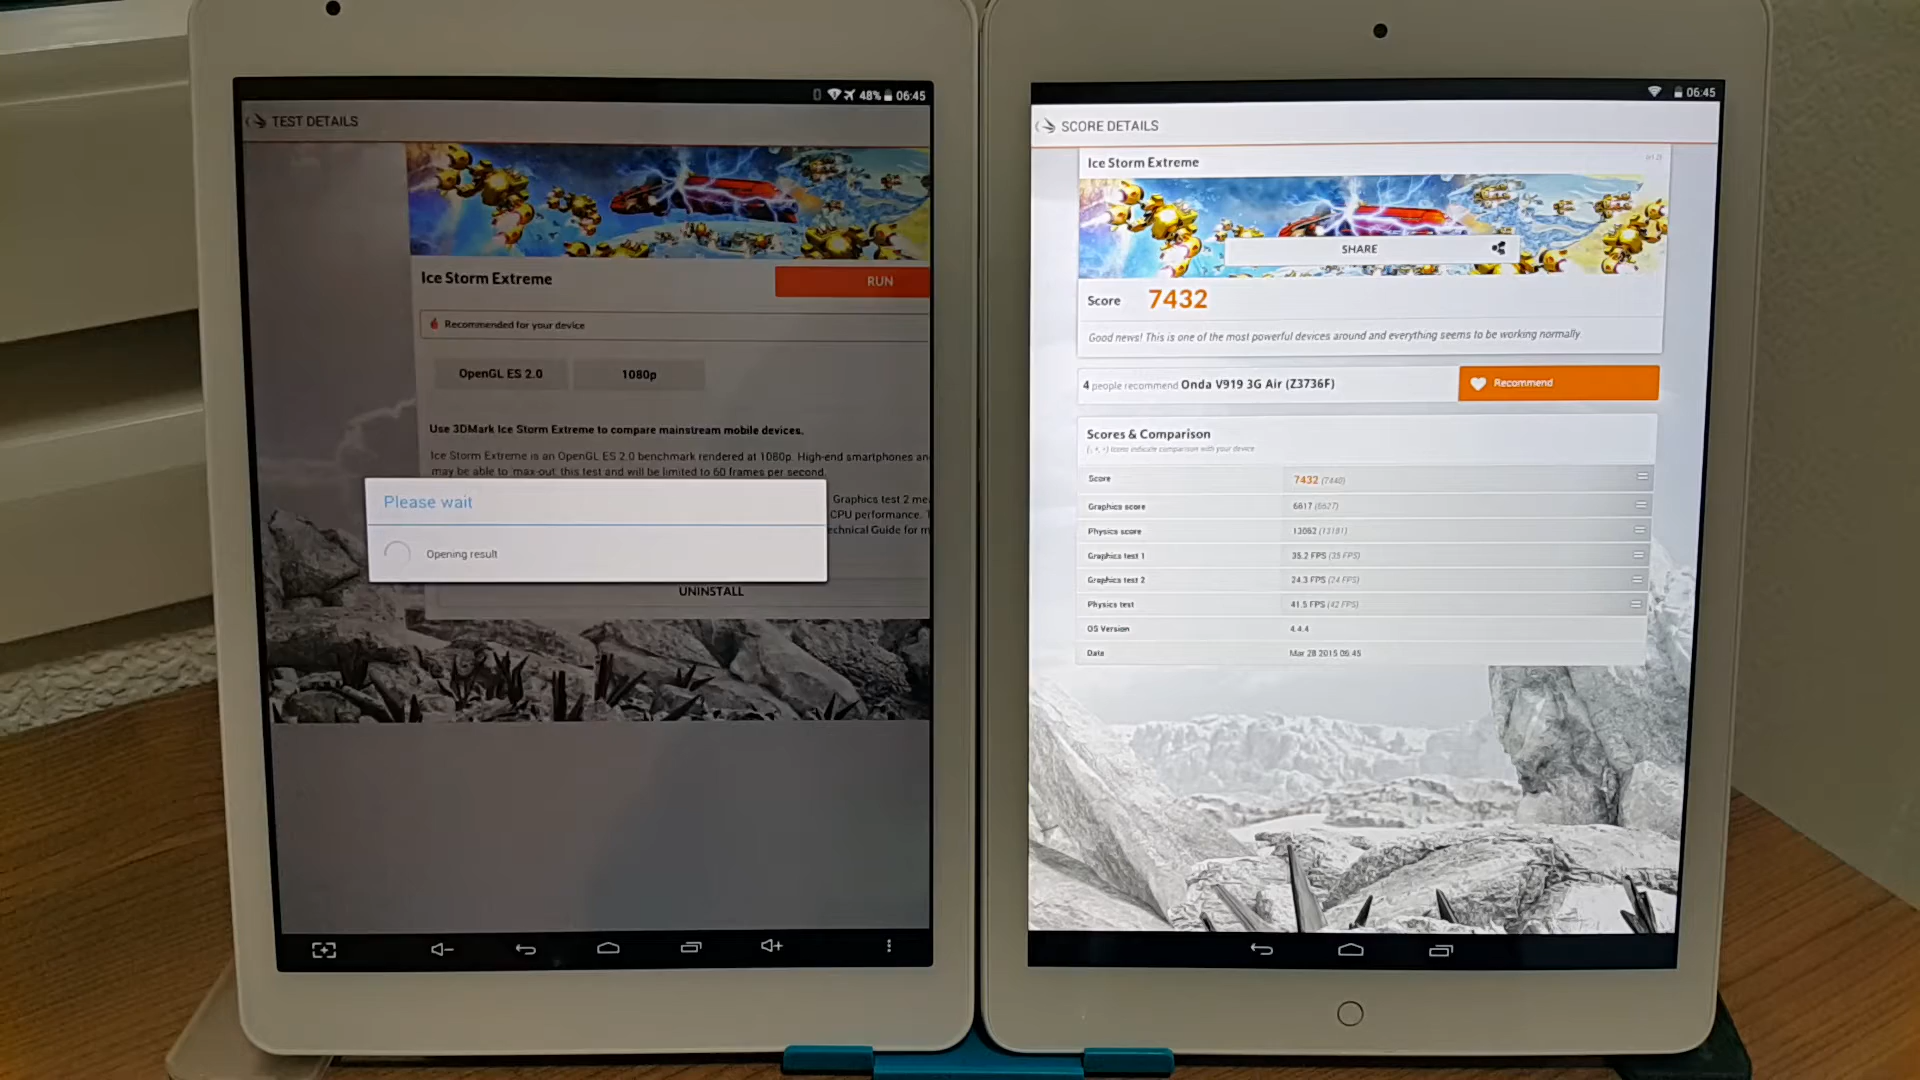 48% 06:45
TEST DETAILS
Ice Storm Extreme
RUN
Recommended for your device
OpenGL ES 2.0 1080p
Use 3DMark Ice Storm Extreme to compare mainstream mobile devices.
Ice Storm Extreme is an OpenGL ES 2.0 benchmark rendered at 1080p. High-end smartphones an
may be able to 'max-out' this test and will be limited to 60 frames per second.
Graphics test 2 me
CPU performance.
echnical Guide for m
Please wait
Opening result
UNINSTALL
06:45
SCORE DETAILS
Ice Storm Extreme
SHARE
Score 7432
Good news! This is one of the most powerful devices around and everything seems to be working normally.
4 people recommend Onda V919 3G Air (Z3736F)
Recommend
Scores & Comparison
icons indicate comparison with your device
Score 7432 (7440)
Graphics score 6617 (6627)
Physics score 13062 (13181)
Graphics test 1 35.2 FPS (35 FPS)
Graphics test 2 24.3 FPS (24 FPS)
Physics test 41.5 FPS (42 FPS)
OS Version 4.4.4
Date Mar 28 2015 06:45